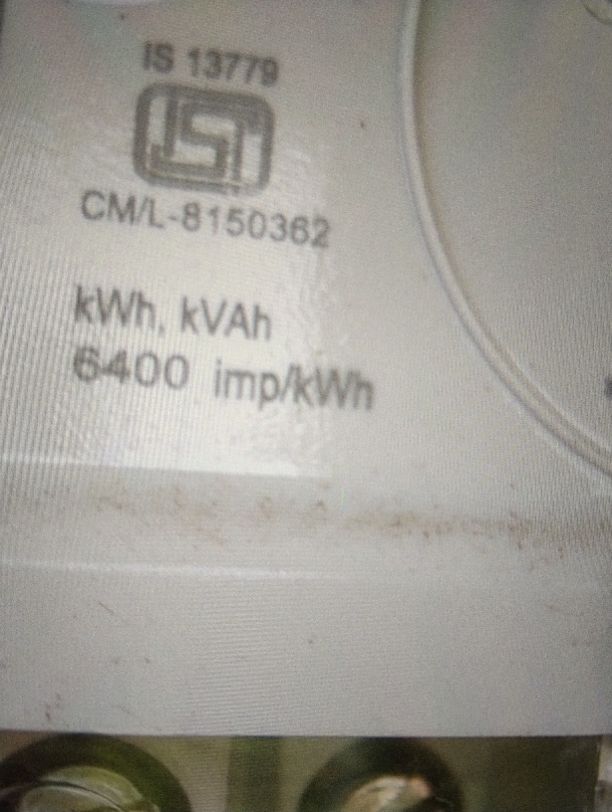 IS 13779
ISI
CM/L-8150362
kWh, kVAh
6400 imp/kWh